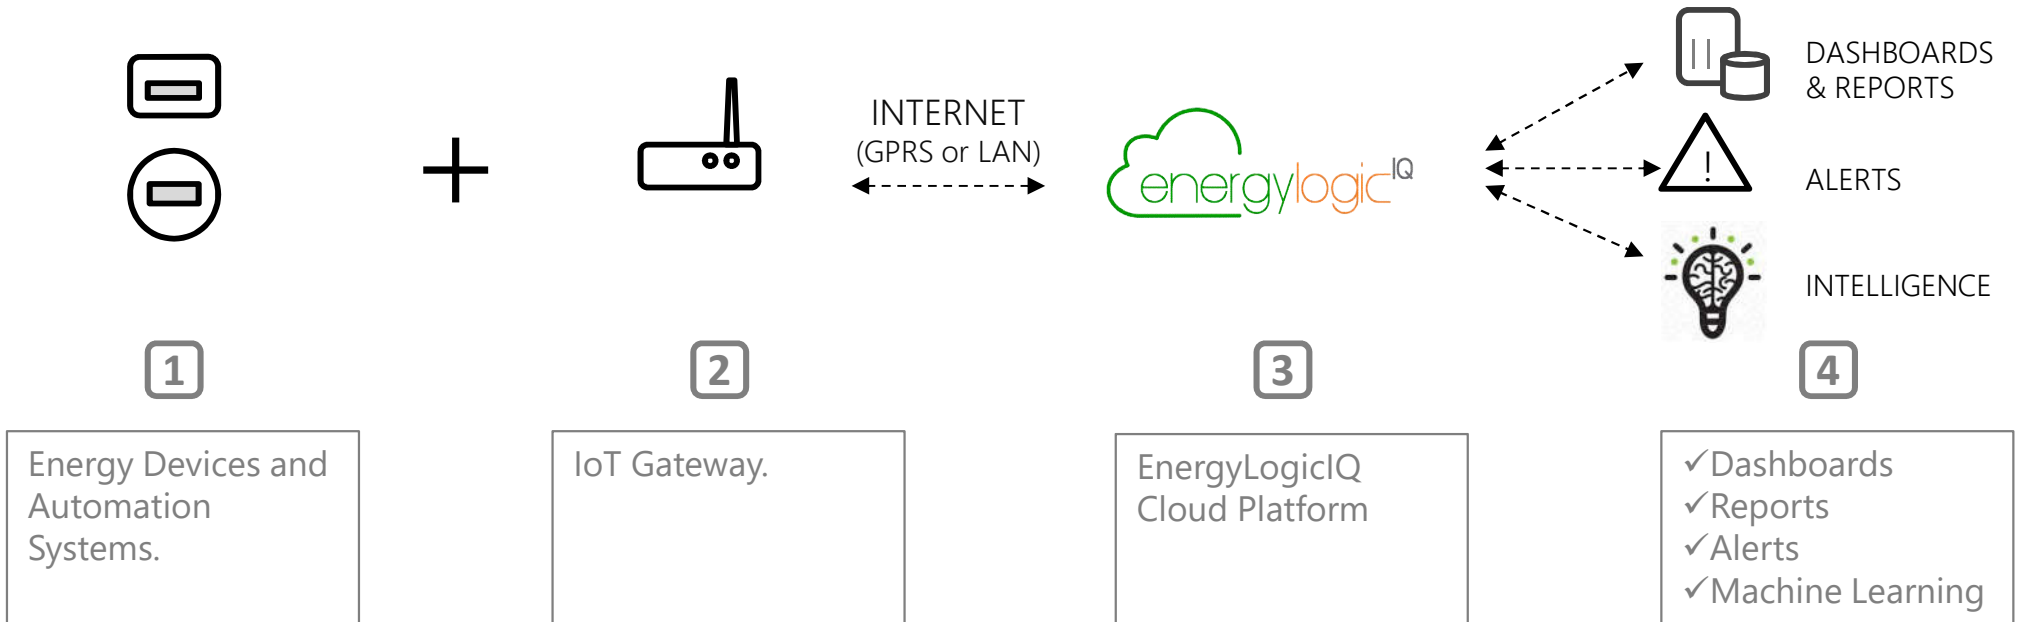 DASHBOARDS
& REPORTS
INTERNET
(GPRS or LAN)
energylogicIQ
!
ALERTS
INTELLIGENCE
1
2
3
4
Energy Devices and
Automation
Systems.
IoT Gateway.
EnergyLogicIQ
Cloud Platform
✓Dashboards
✓Reports
✓Alerts
✓Machine Learning